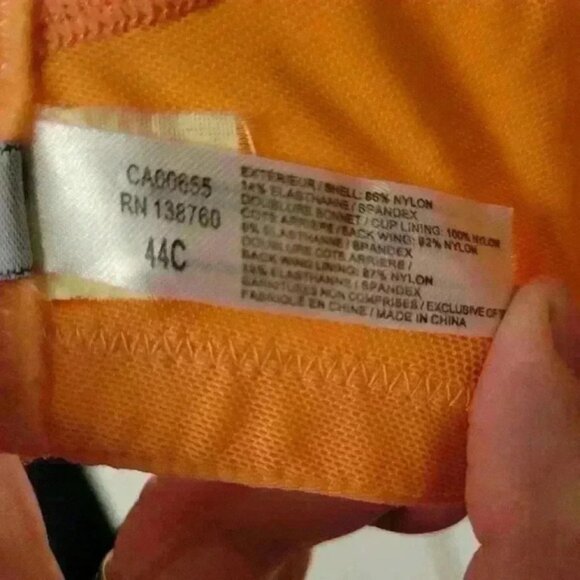 CA00655
RN 138760
44C
EXTÉRIEUR / SHELL: 86% NYLON
14% ELASTHANNE / SPANDEX
DOUBLURE BONNET / CUP LINING: 100% NYLON
COTE ARRIERE / BACK WING: 92% NYLON
8% ELASTHANNE / SPANDEX
DOUBLURE COTE ARRIERE /
BACK WING LINING: 87% NYLON
13% ELASTHANNE / SPANDEX
GARNITURES NON COMPRISES / EXCLUSIVE OF
FABRIQUÉ EN CHINE / MADE IN CHINA